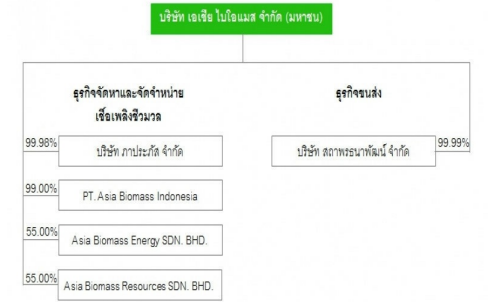 บริษัท เอเชีย ไบโอแมส จำกัด (มหาชน)
ธุรกิจจัดหาและจัดจำหน่าย
เชื้อเพลิงชีวมวล
99.98%
บริษัท ภาประภัส จำกัด
99.00%
PT. Asia Biomass Indonesia
55.00%
Asia Biomass Energy SDN. BHD.
55.00%
Asia Biomass Resources SDN. BHD.
ธุรกิจขนส่ง
บริษัท สถาพรธนาพัฒน์ จำกัด
99.99%